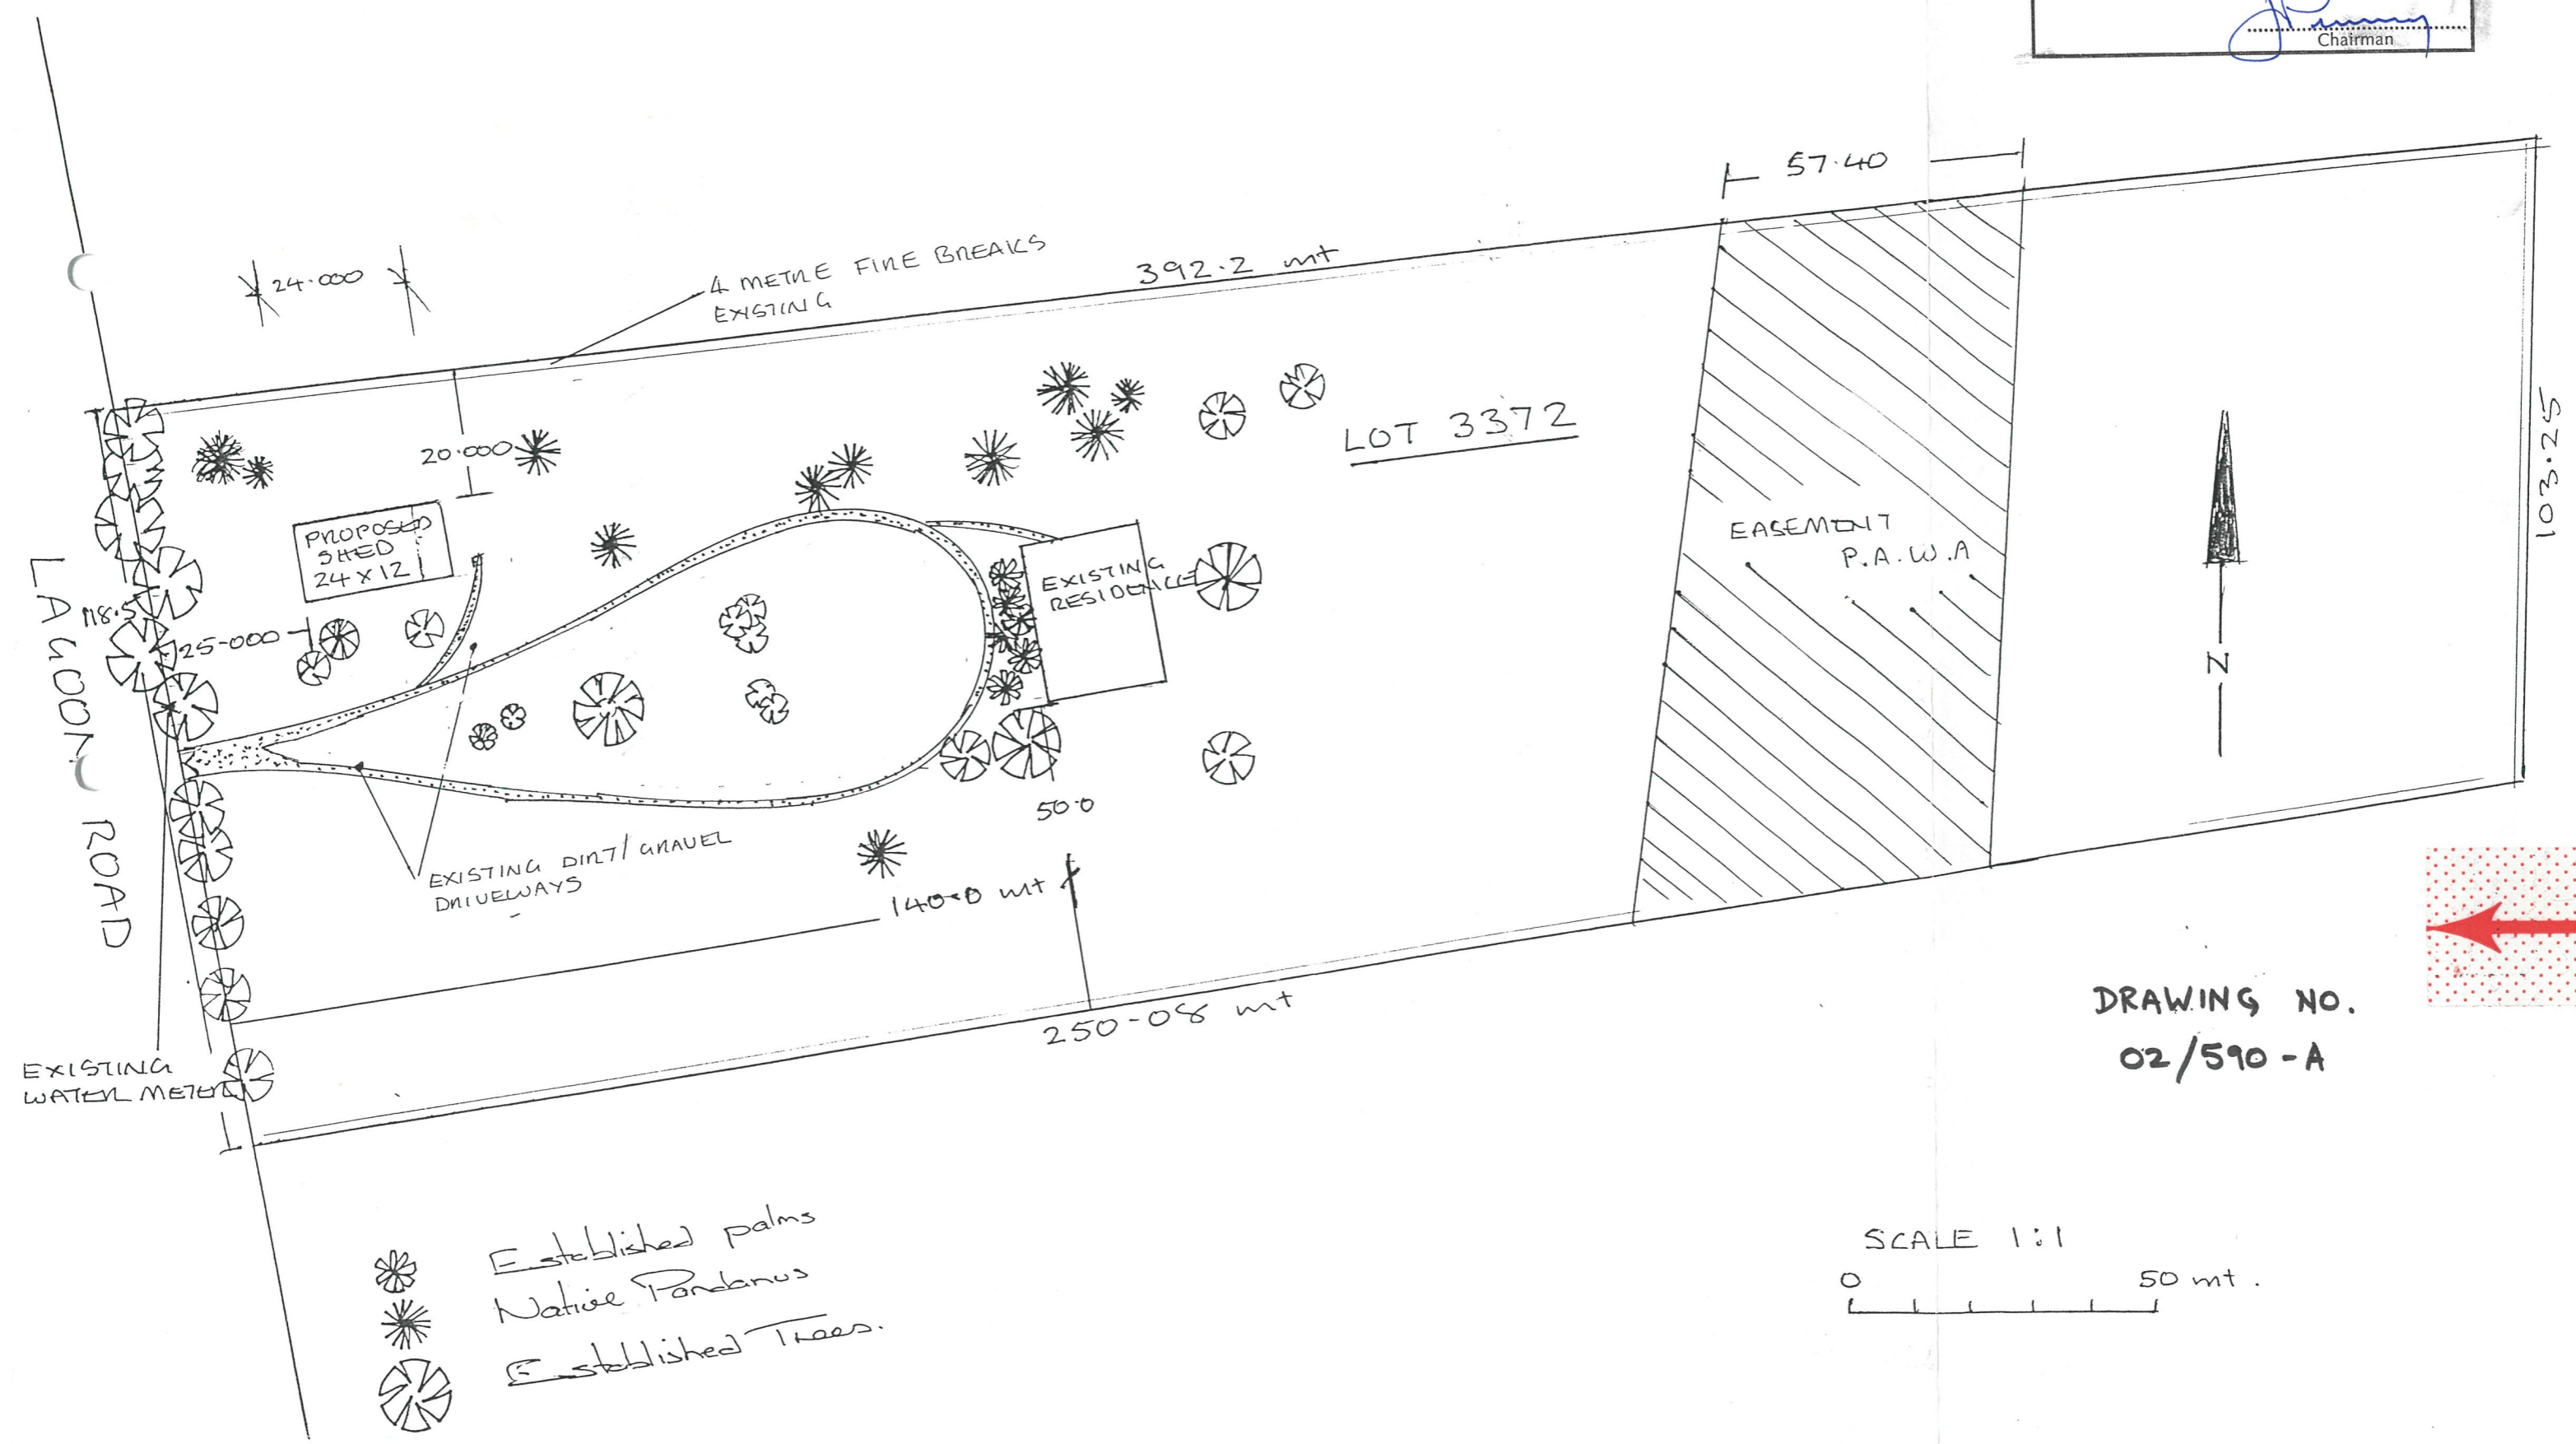 Chairman
57·40
24·000
4 METRE FIRE BREAKS
EXISTING
392·2 mt
LOT 3372
20·000
103·25
PROPOSED
SHED
24 X 12
EASEMENT
P.A.W.A
EXISTING
RESIDENCE
118·5
25-000
LAGOON ROAD
N
50·0
EXISTING DIRT/GRAVEL
DRIVEWAYS
140·0 mt
250-08 mt
EXISTING
WATER METER
DRAWING NO.
02/590-A
Established palms
Native Pandanus
Established Trees.
SCALE 1:1
0 50 mt.